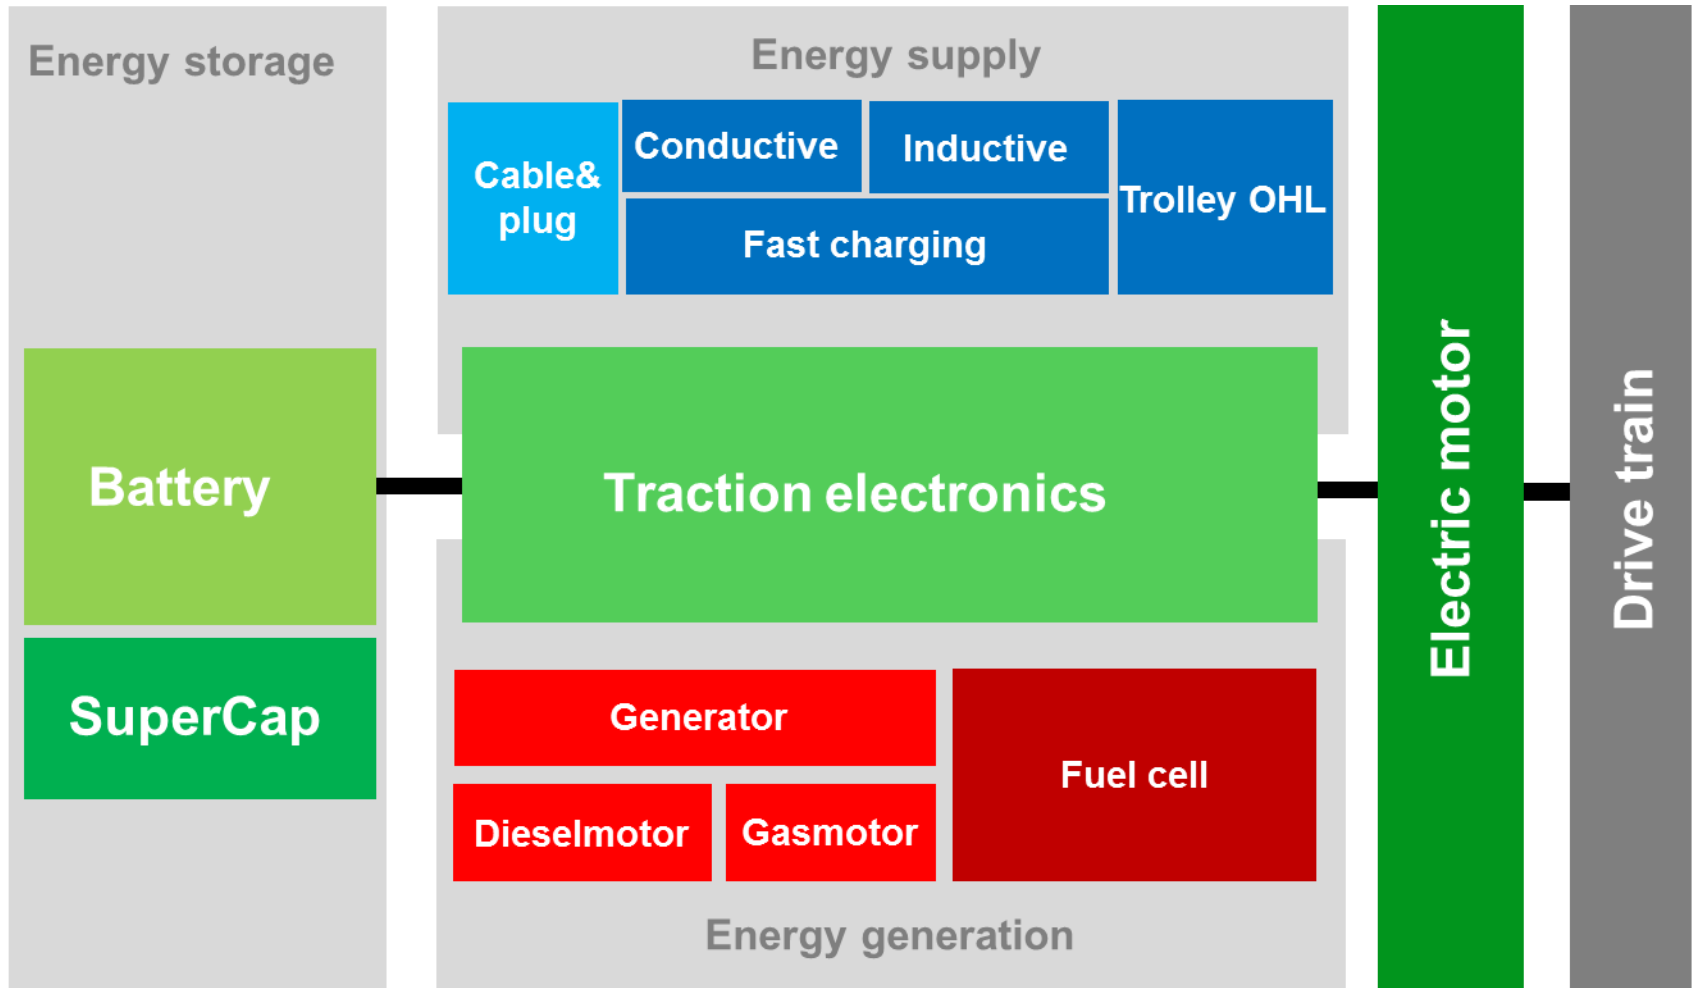 Energy storage
Energy supply
Cable&
plug
Conductive
Inductive
Fast charging
Trolley OHL
Battery
SuperCap
Traction electronics
Generator
Dieselmotor
Gasmotor
Fuel cell
Energy generation
Electric motor
Drive train